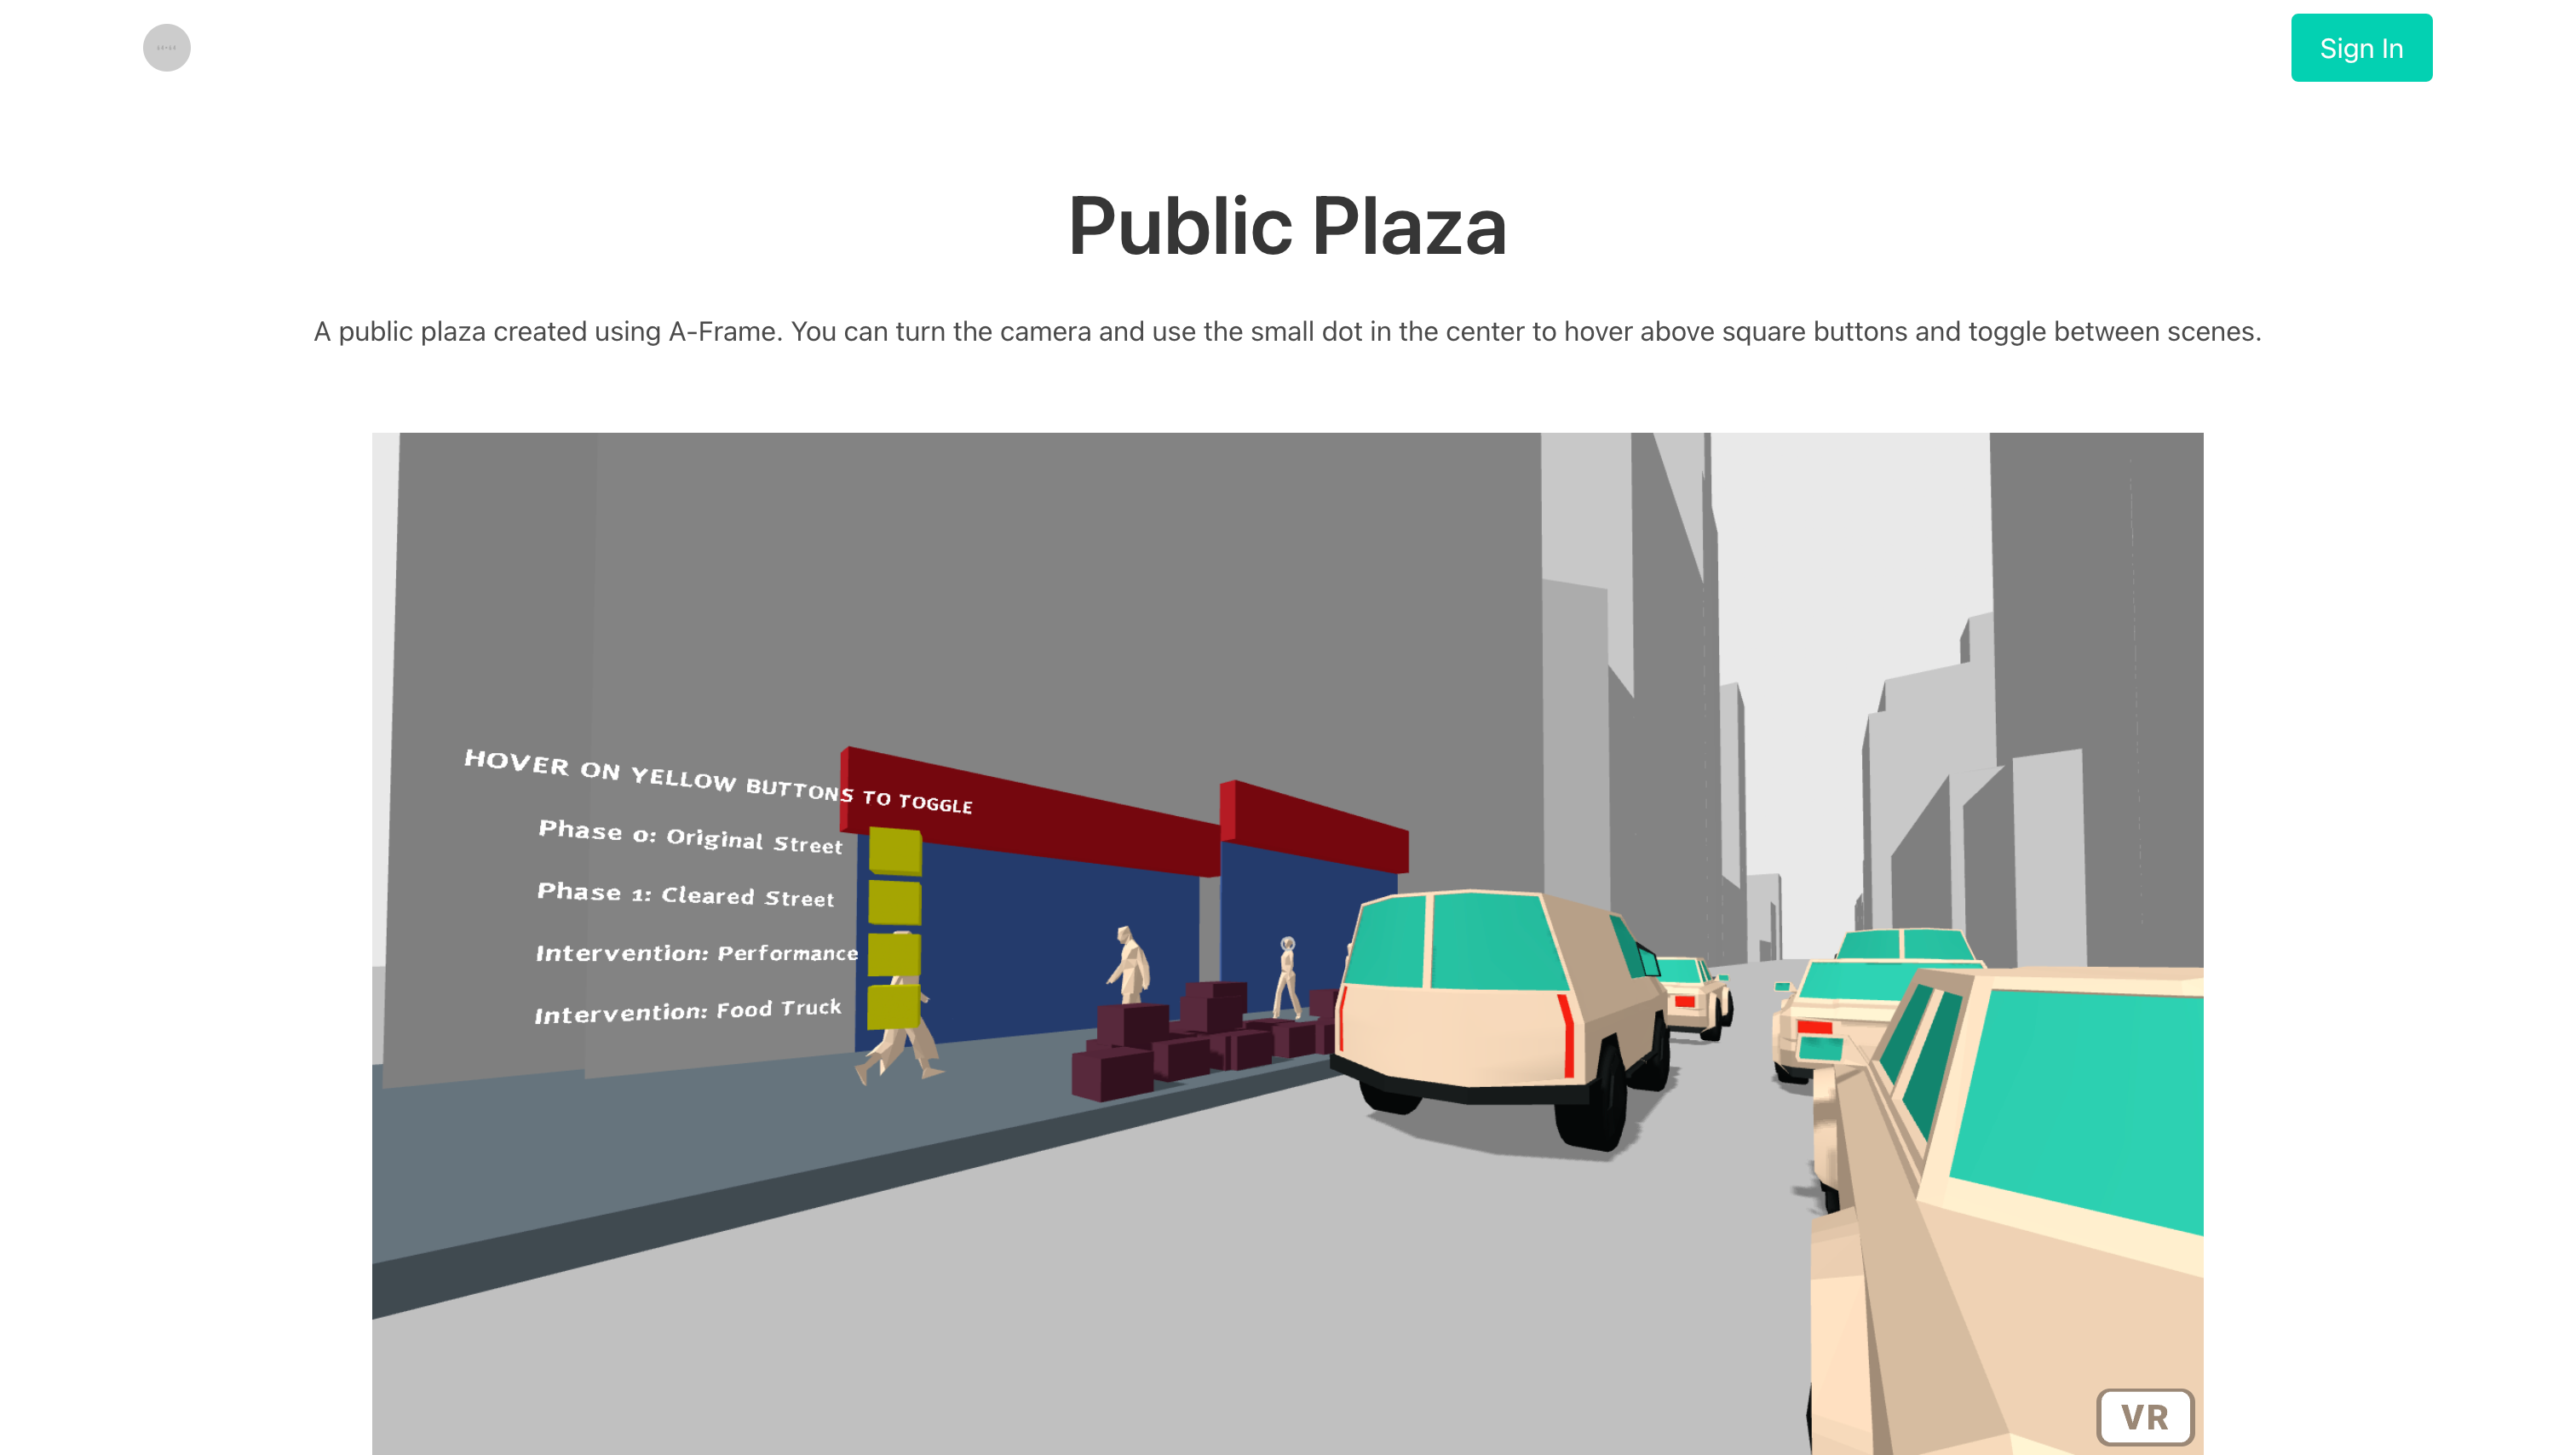 Sign In
Public Plaza
A public plaza created using A-Frame. You can turn the camera and use the small dot in the center to hover above square buttons and toggle between scenes.
HOVER ON YELLOW BUTTONS TO TOGGLE
Phase 0: Original Street
Phase 1: Cleared Street
Intervention: Performance
Intervention: Food Truck
VR